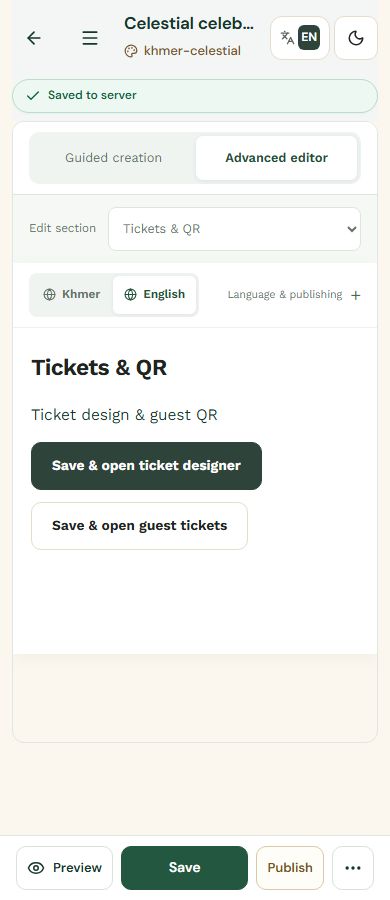 Celestial celeb...
khmer-celestial
EN
Saved to server
Guided creation
Advanced editor
Edit section
Tickets & QR
Khmer
English
Language & publishing +
Tickets & QR
Ticket design & guest QR
Save & open ticket designer
Save & open guest tickets
Preview
Save
Publish